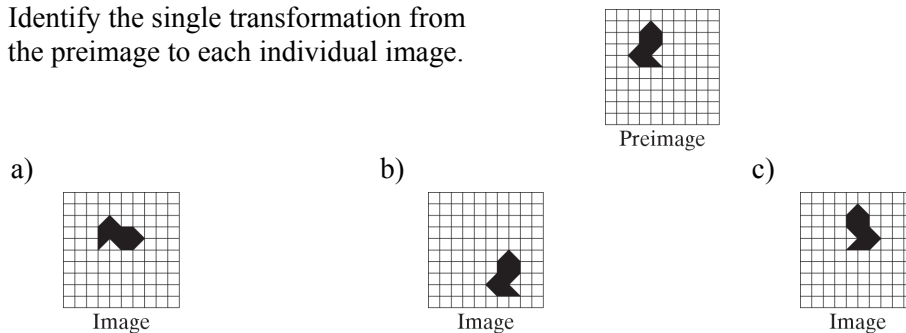 Identify the single transformation from
the preimage to each individual image.
Preimage
a)
b)
c)
Image
Image
Image